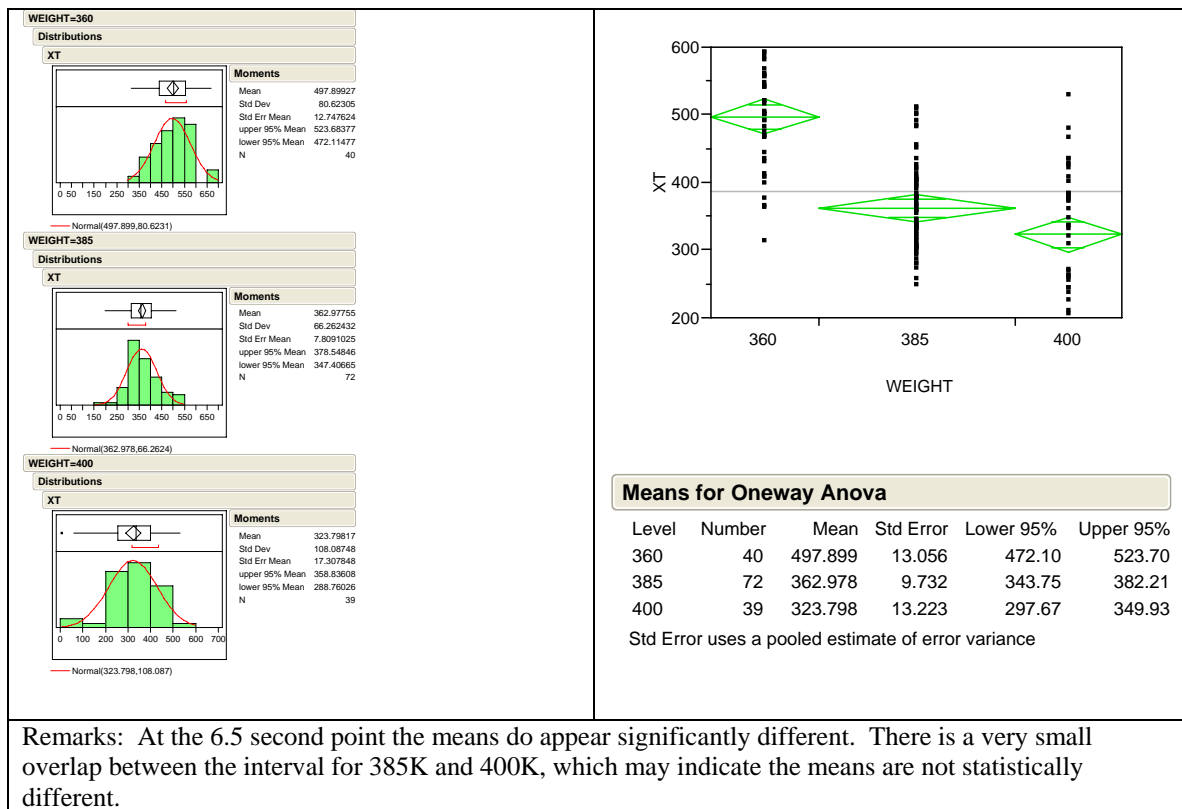 WEIGHT=360
Distributions
XT
0 50 150 250 350 450 550 650
Normal(497.899,80.6231)
Moments
Mean 497.89927
Std Dev 80.62305
Std Err Mean 12.747624
upper 95% Mean 523.68377
lower 95% Mean 472.11477
N 40
WEIGHT=385
Distributions
XT
0 50 150 250 350 450 550 650
Normal(362.978,66.2624)
Moments
Mean 362.97755
Std Dev 66.262432
Std Err Mean 7.8091025
upper 95% Mean 378.54846
lower 95% Mean 347.40665
N 72
WEIGHT=400
Distributions
XT
0 100 200 300 400 500 600 700
Normal(323.798,108.087)
Moments
Mean 323.79817
Std Dev 108.08748
Std Err Mean 17.307848
upper 95% Mean 358.83608
lower 95% Mean 288.76026
N 39
XT
600
500
400
300
200
360 385 400
WEIGHT
Means for Oneway Anova
Level Number Mean Std Error Lower 95% Upper 95%
360 40 497.899 13.056 472.10 523.70
385 72 362.978 9.732 343.75 382.21
400 39 323.798 13.223 297.67 349.93
Std Error uses a pooled estimate of error variance
Remarks: At the 6.5 second point the means do appear significantly different. There is a very small
overlap between the interval for 385K and 400K, which may indicate the means are not statistically
different.